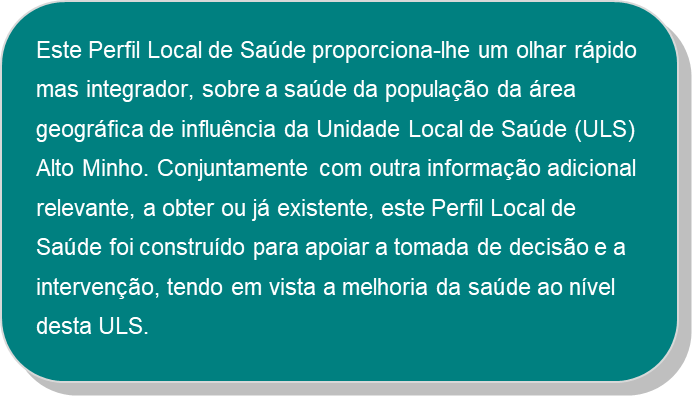 Este Perfil Local de Saúde proporciona-lhe um olhar rápido
mas integrador, sobre a saúde da população da área
geográfica de influência da Unidade Local de Saúde (ULS)
Alto Minho. Conjuntamente com outra informação adicional
relevante, a obter ou já existente, este Perfil Local de
Saúde foi construído para apoiar a tomada de decisão e a
intervenção, tendo em vista a melhoria da saúde ao nível
desta ULS.